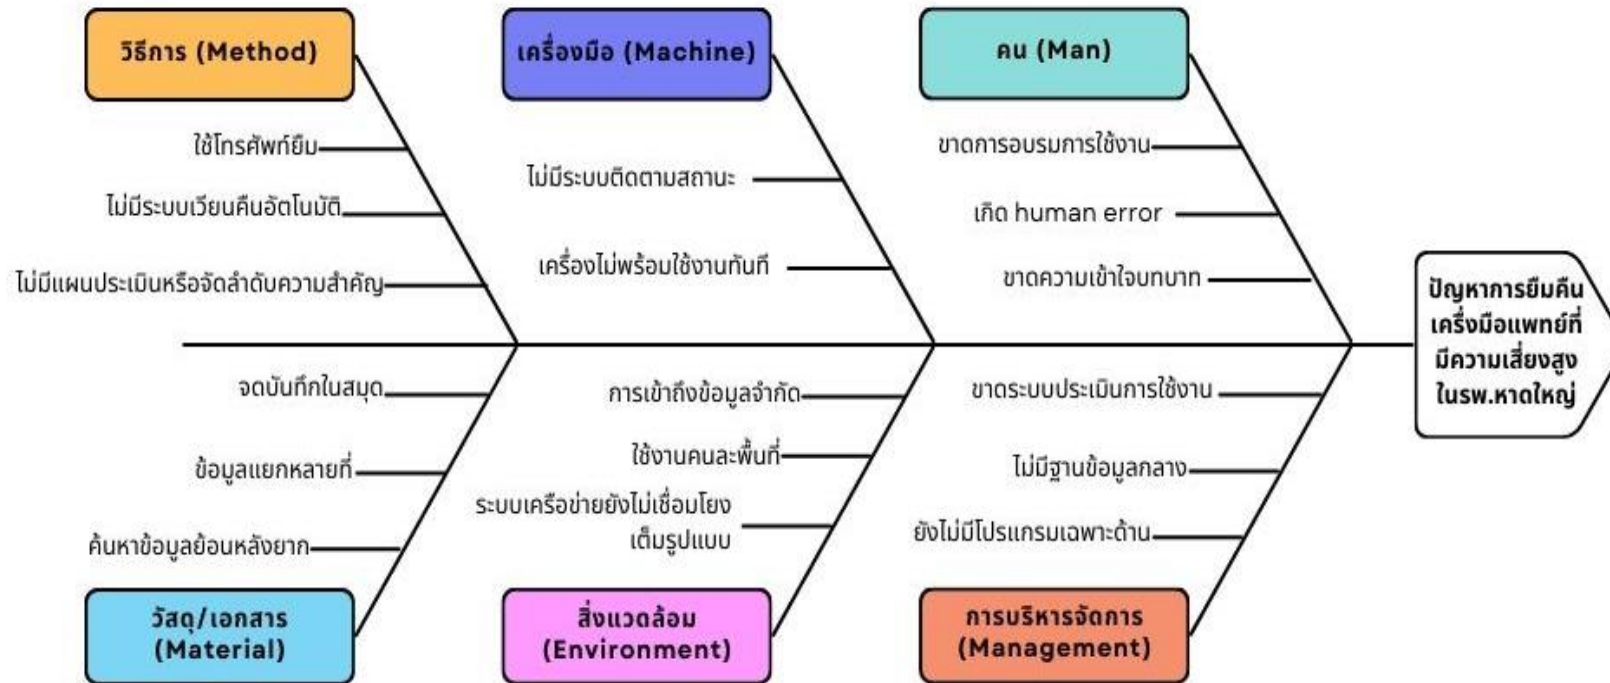 วิธีการ (Method)
เครื่องมือ (Machine)
คน (Man)
ใช้โทรศัพท์ยืม
ไม่มีระบบเวียนคืนอัตโนมัติ
ไม่มีแผนประเมินหรือจัดลำดับความสำคัญ
ไม่มีระบบติดตามสถานะ
เครื่องไม่พร้อมใช้งานทันที
ขาดการอบรมการใช้งาน
เกิด human error
ขาดความเข้าใจบทบาท
ปัญหาการยืมคืน
เครื่งมือแพทย์ที่
มีความเสี่ยงสูง
ในรพ.หาดใหญ่
จดบันทึกในสมุด
ข้อมูลแยกหลายที่
ค้นหาข้อมูลย้อนหลังยาก
การเข้าถึงข้อมูลจำกัด
ใช้งานคนละพื้นที่
ระบบเครือข่ายยังไม่เชื่อมโยง
เต็มรูปแบบ
ขาดระบบประเมินการใช้งาน
ไม่มีฐานข้อมูลกลาง
ยังไม่มีโปรแกรมเฉพาะด้าน
วัสดุ/เอกสาร
(Material)
สิ่งแวดล้อม
(Environment)
การบริหารจัดการ
(Management)